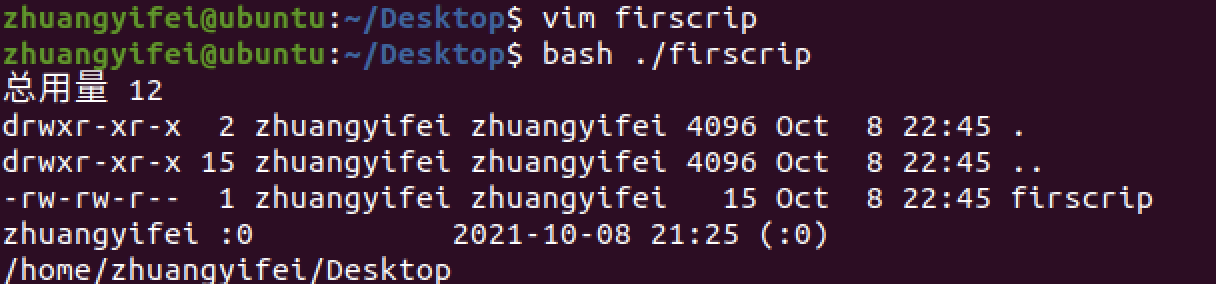 zhuangyifei@ubuntu:~/Desktop$ vim firscrip
zhuangyifei@ubuntu:~/Desktop$ bash ./firscrip
总用量 12
drwxr-xr-x  2 zhuangyifei zhuangyifei 4096 Oct  8 22:45 .
drwxr-xr-x 15 zhuangyifei zhuangyifei 4096 Oct  8 22:45 ..
-rw-rw-r--  1 zhuangyifei zhuangyifei   15 Oct  8 22:45 firscrip
zhuangyifei :0           2021-10-08 21:25 (:0)
/home/zhuangyifei/Desktop